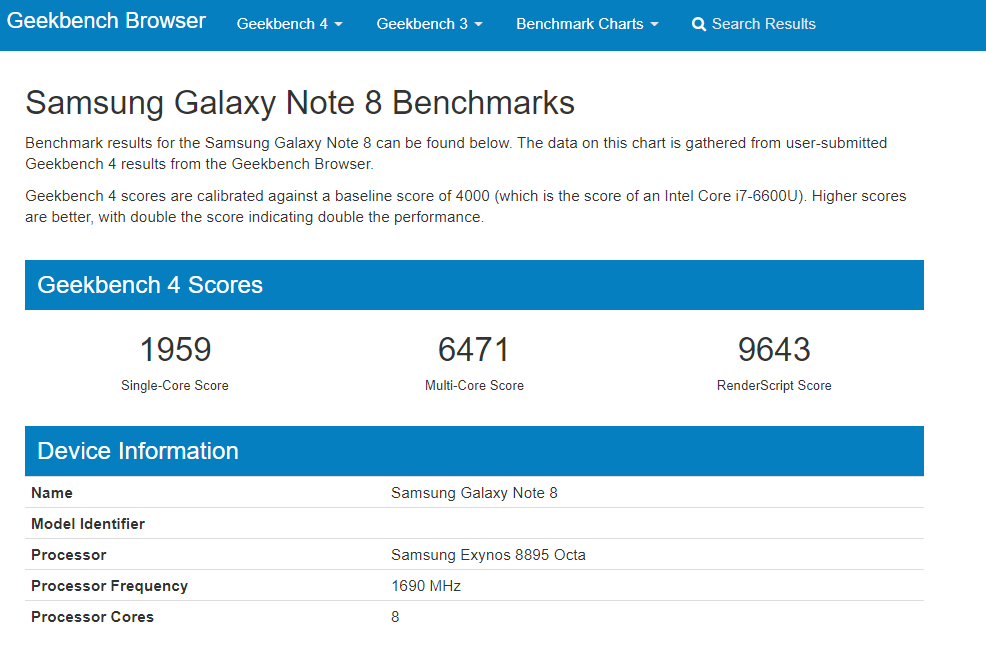 Geekbench Browser Geekbench 4 Geekbench 3 Benchmark Charts Search Results
Samsung Galaxy Note 8 Benchmarks
Benchmark results for the Samsung Galaxy Note 8 can be found below. The data on this chart is gathered from user-submitted
Geekbench 4 results from the Geekbench Browser.
Geekbench 4 scores are calibrated against a baseline score of 4000 (which is the score of an Intel Core i7-6600U). Higher scores
are better, with double the score indicating double the performance.
Geekbench 4 Scores
1959 6471 9643
Single-Core Score Multi-Core Score RenderScript Score
Device Information
Name Samsung Galaxy Note 8
Model Identifier
Processor Samsung Exynos 8895 Octa
Processor Frequency 1690 MHz
Processor Cores 8